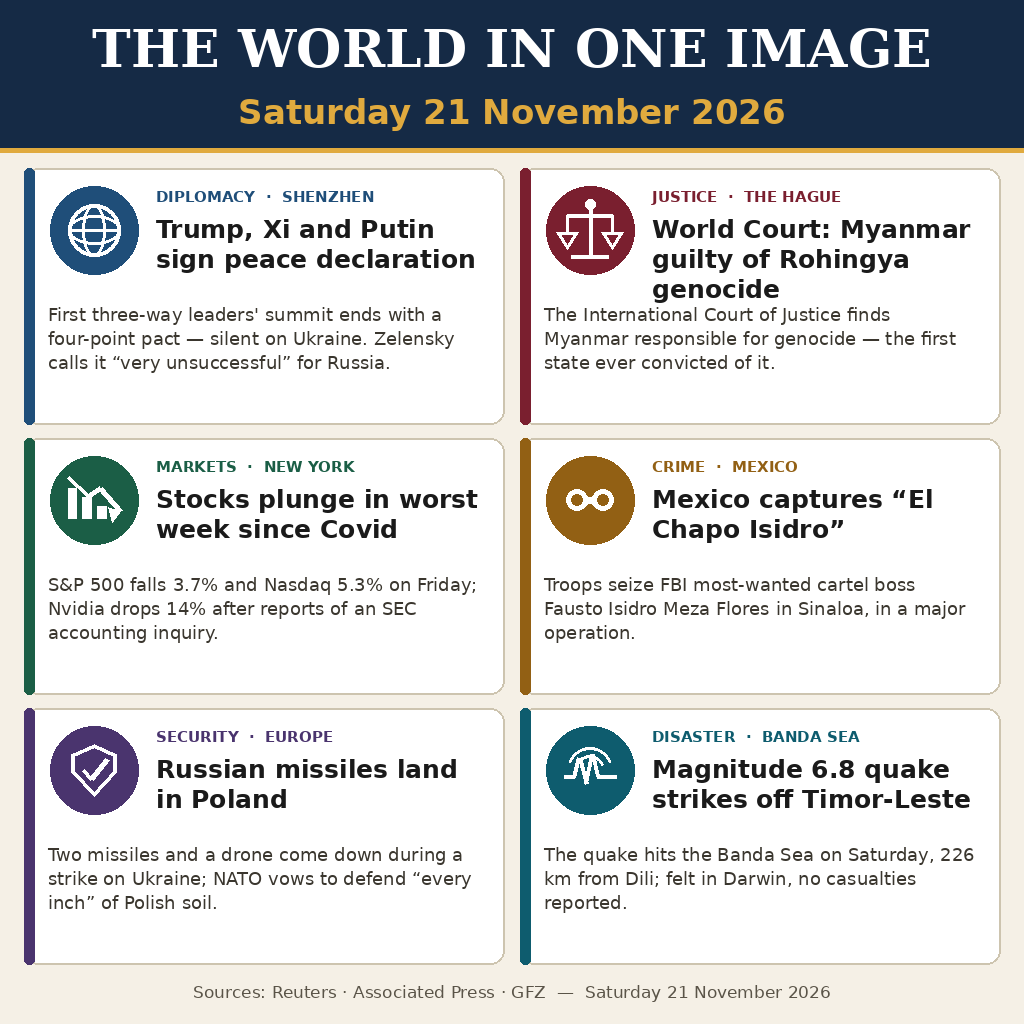 THE WORLD IN ONE IMAGE
Saturday 21 November 2026
DIPLOMACY · SHENZHEN
Trump, Xi and Putin
sign peace declaration
First three-way leaders' summit ends with a
four-point pact — silent on Ukraine. Zelensky
calls it “very unsuccessful” for Russia.
JUSTICE · THE HAGUE
World Court: Myanmar
guilty of Rohingya
genocide
The International Court of Justice finds
Myanmar responsible for genocide — the first
state ever convicted of it.
MARKETS · NEW YORK
Stocks plunge in worst
week since Covid
S&P 500 falls 3.7% and Nasdaq 5.3% on Friday;
Nvidia drops 14% after reports of an SEC
accounting inquiry.
CRIME · MEXICO
Mexico captures “El
Chapo Isidro”
Troops seize FBI most-wanted cartel boss
Fausto Isidro Meza Flores in Sinaloa, in a major
operation.
SECURITY · EUROPE
Russian missiles land
in Poland
Two missiles and a drone come down during a
strike on Ukraine; NATO vows to defend “every
inch” of Polish soil.
DISASTER · BANDA SEA
Magnitude 6.8 quake
strikes off Timor-Leste
The quake hits the Banda Sea on Saturday, 226
km from Dili; felt in Darwin, no casualties
reported.
Sources: Reuters · Associated Press · GFZ — Saturday 21 November 2026